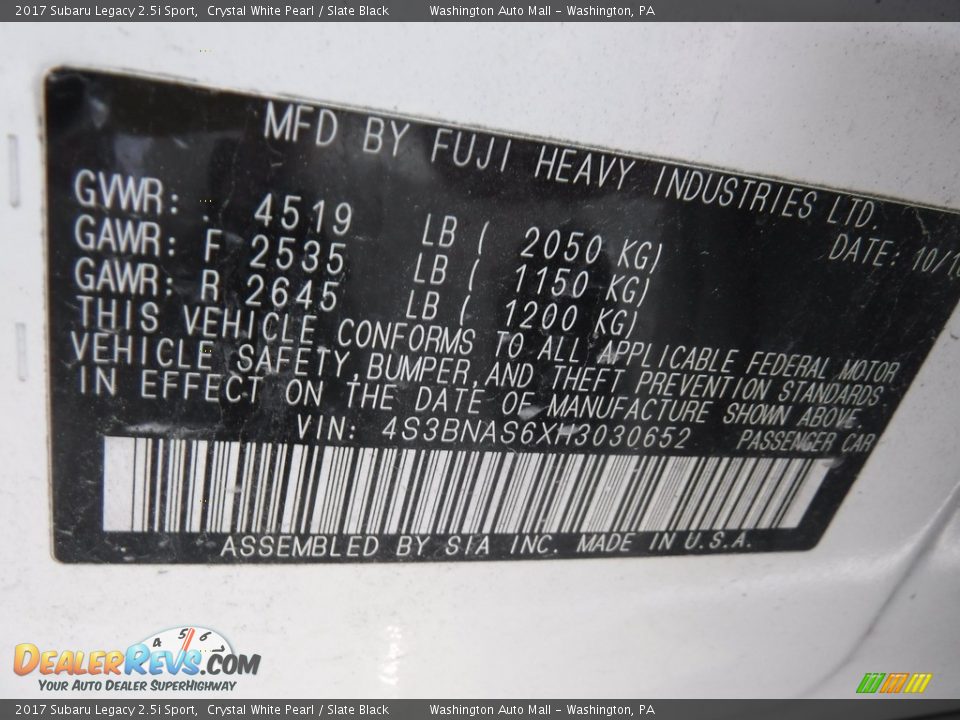 2017 Subaru Legacy 2.5i Sport,  Crystal White Pearl / Slate Black  Washington Auto Mall - Washington, PA
MFD BY FUJI HEAVY INDUSTRIES LTD.
DATE: 10/16
GVWR: 4519 LB ( 2050 KG)
GAWR: F 2535 LB ( 1150 KG)
GAWR: R 2645 LB ( 1200 KG)
THIS VEHICLE CONFORMS TO ALL APPLICABLE FEDERAL MOTOR
VEHICLE SAFETY,BUMPER,AND THEFT PREVENTION STANDARDS
IN EFFECT ON THE DATE OF MANUFACTURE SHOWN ABOVE.
VIN: 4S3BNAS6XH3030652 PASSENGER CAR
ASSEMBLED BY SIA INC. MADE IN U.S.A.
4 5 6
DealerRevs.com
Your Auto Dealer SuperHighway
2017 Subaru Legacy 2.5i Sport,  Crystal White Pearl / Slate Black  Washington Auto Mall - Washington, PA